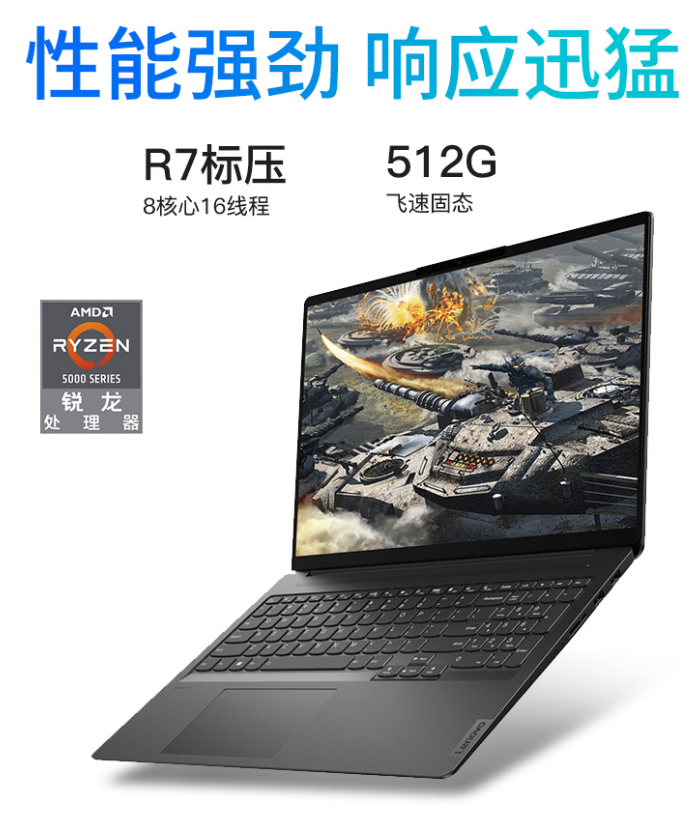 性能强劲 响应迅猛
R7标压
8核心16线程
512G
飞速固态
AMD
RYZEN
5000 SERIES
锐 龙
处 理 器
Lenovo